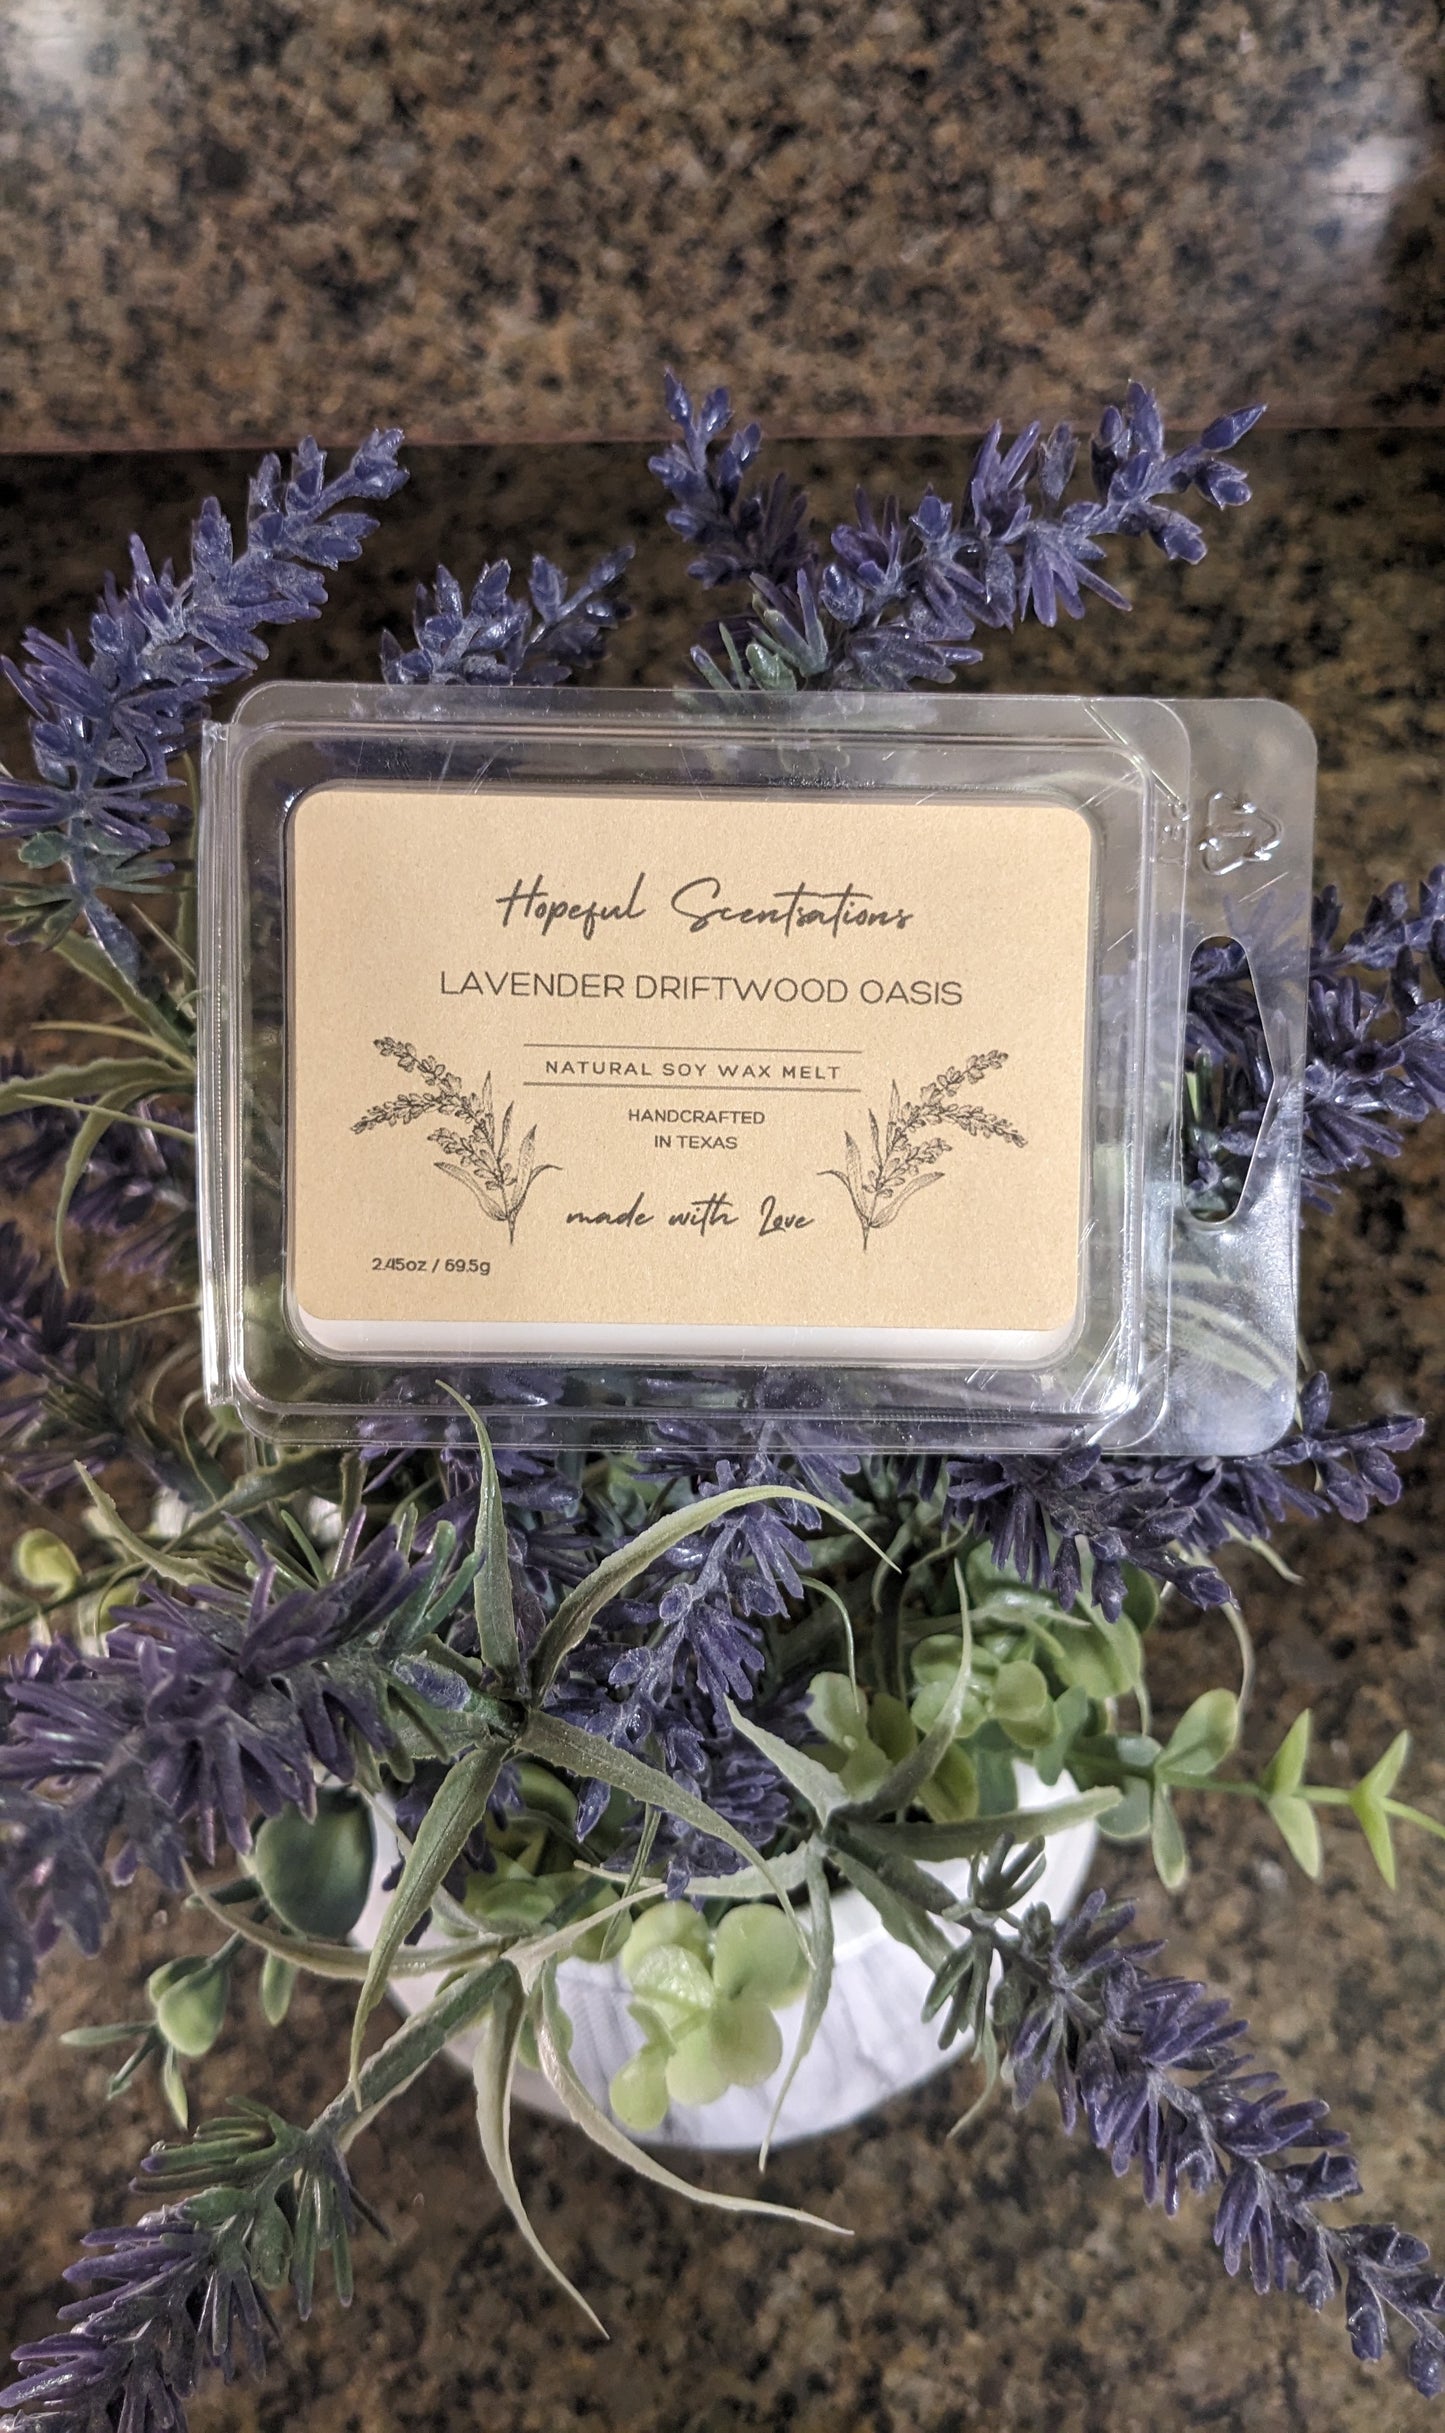 Hopeful Scentsations
LAVENDER DRIFTWOOD OASIS
NATURAL SOY WAX MELT
HANDCRAFTED
IN TEXAS
made with Love
2.45oz / 69.5g